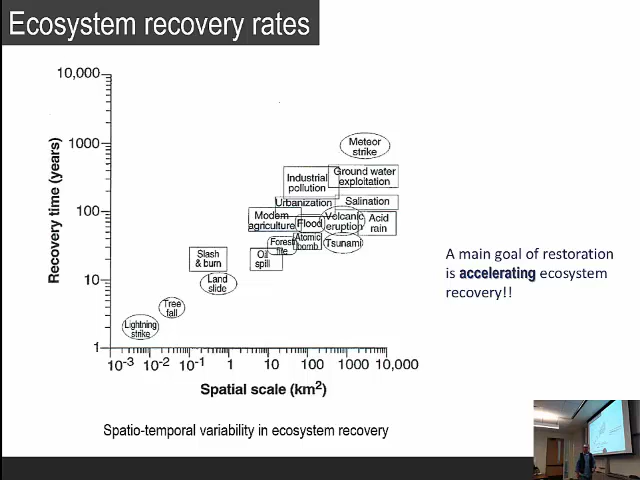 Ecosystem recovery rates
10,000
1000
100
10
1
Recovery time (years)
Meteor
strike
Industrial
pollution
Ground water
exploitation
Urbanization
Salination
Modern
agriculture
Flood
Volcanic
eruption
Acid
rain
Forest
fire
Atomic
bomb
Tsunami
Slash
& burn
Oil
spill
Land
slide
Tree
fall
Lightning
strike
10⁻³ 10⁻² 10⁻¹ 1 10 100 1000 10,000
Spatial scale (km²)
A main goal of restoration
is accelerating ecosystem
recovery!!
Spatio-temporal variability in ecosystem recovery